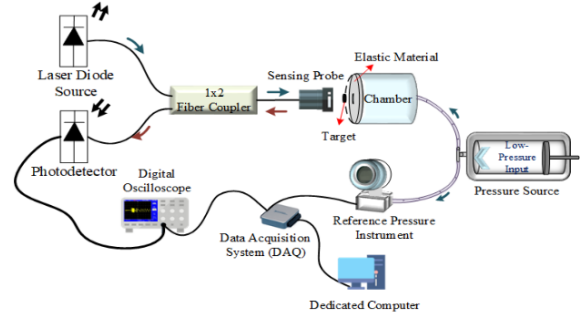 Laser Diode
Source
1x2
Fiber Coupler
Sensing Probe
Elastic Material
Chamber
Target
Photodetector
Low-
Pressure
Input
Pressure Source
Digital
Oscilloscope
Reference Pressure
Instrument
Data Acquisition
System (DAQ)
Dedicated Computer